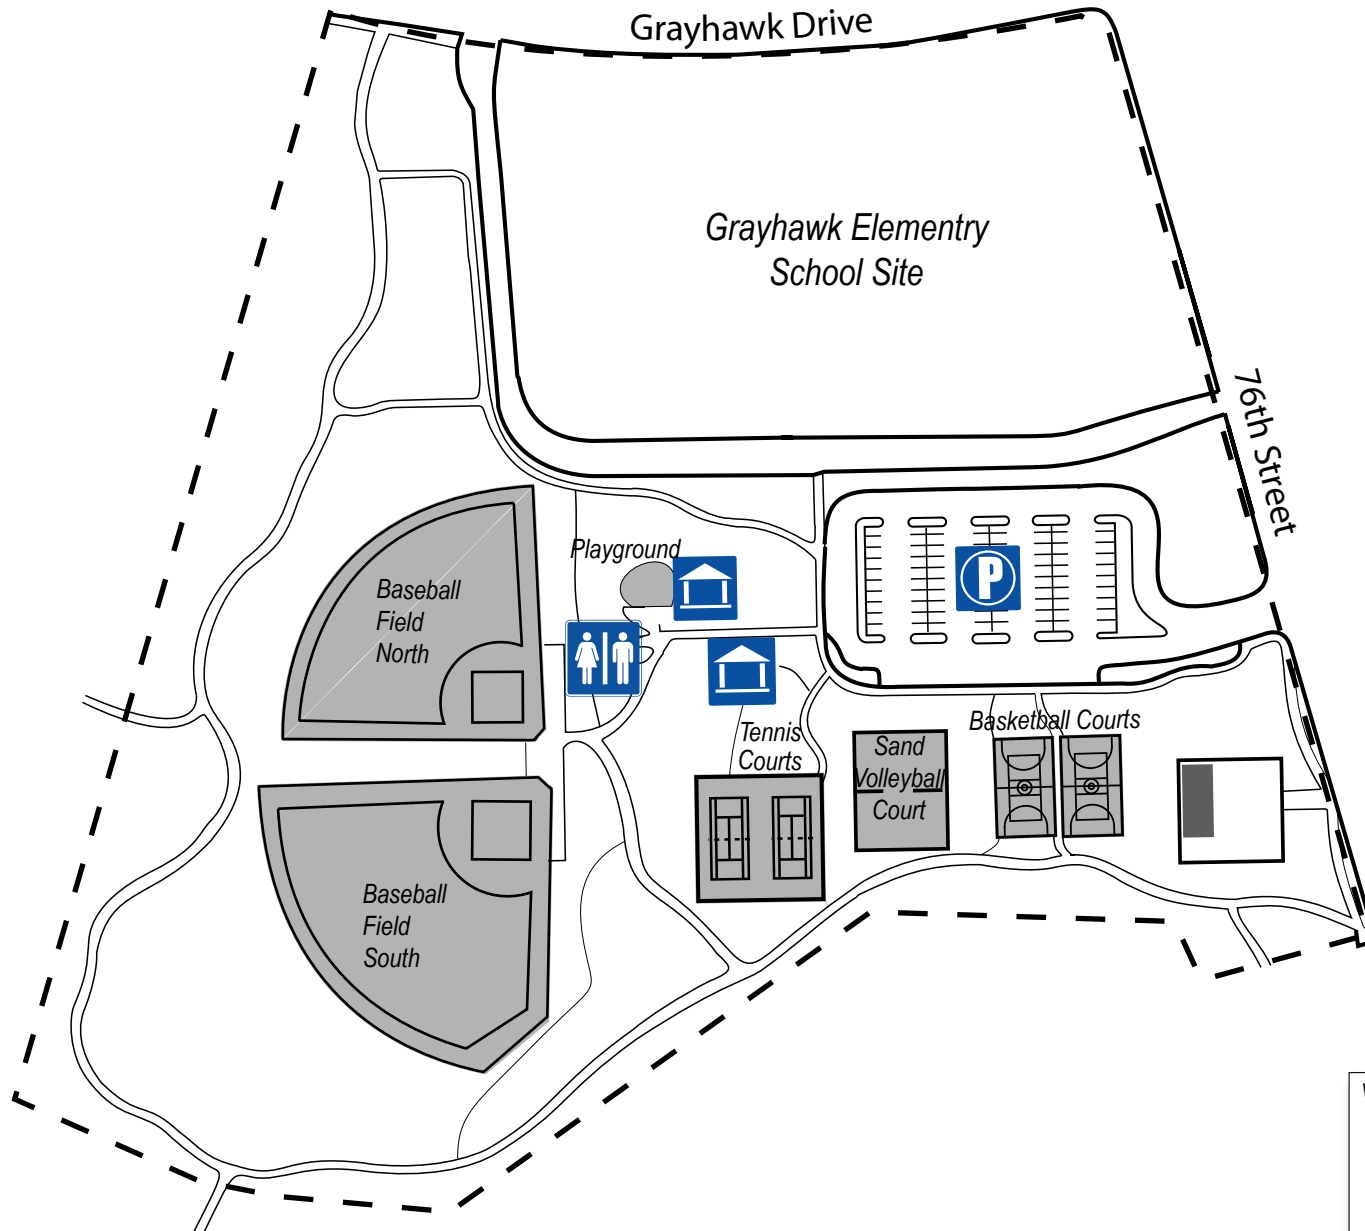 Grayhawk Drive
Grayhawk Elementry
School Site
76th Street
Playground
P
Baseball
Field
North
Tennis
Courts
Sand
Volleyball
Court
Basketball Courts
Baseball
Field
South